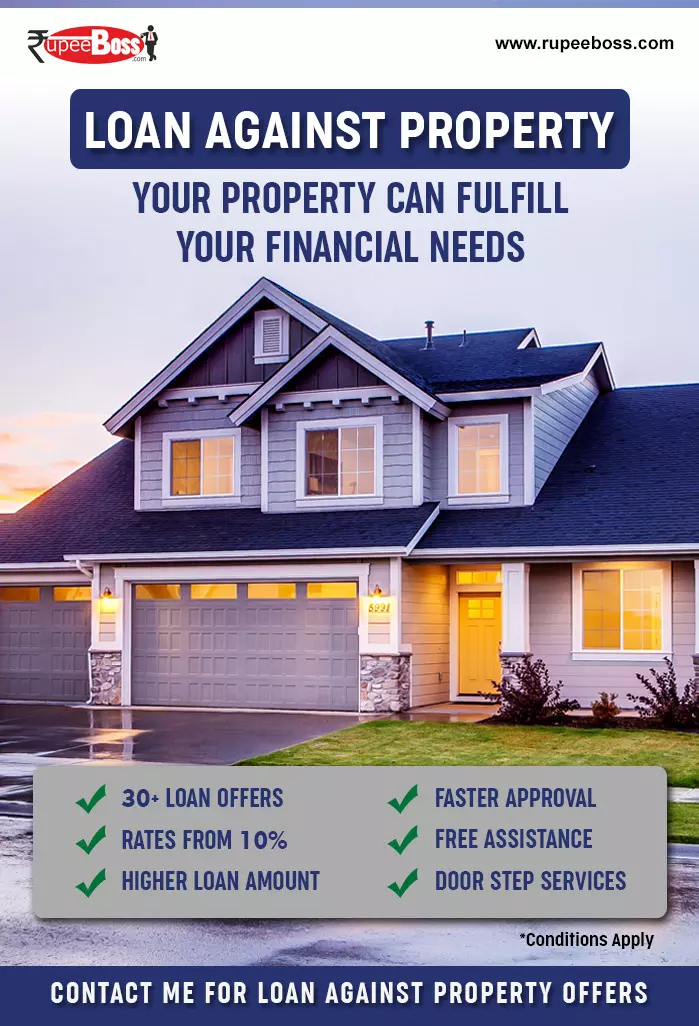 ₹upeeBoss
.com
www.rupeeboss.com
LOAN AGAINST PROPERTY
YOUR PROPERTY CAN FULFILL
YOUR FINANCIAL NEEDS
5991
30+ LOAN OFFERS
RATES FROM 10%
HIGHER LOAN AMOUNT
FASTER APPROVAL
FREE ASSISTANCE
DOOR STEP SERVICES
*Conditions Apply
CONTACT ME FOR LOAN AGAINST PROPERTY OFFERS